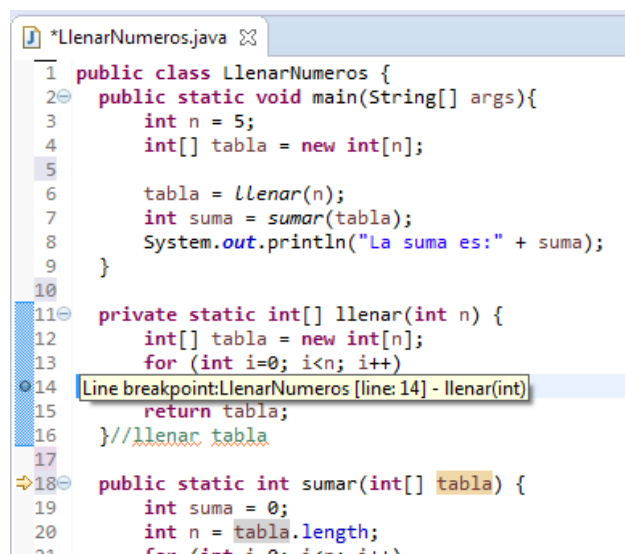 *LlenarNumeros.java
1 public class LlenarNumeros {
2 public static void main(String[] args){
3 int n = 5;
4 int[] tabla = new int[n];
5
6 tabla = llenar(n);
7 int suma = sumar(tabla);
8 System.out.println("La suma es:" + suma);
9 }
10
11 private static int[] llenar(int n) {
12 int[] tabla = new int[n];
13 for (int i=0; i<n; i++)
14 Line breakpoint:LlenarNumeros [line: 14] - llenar(int)
15 return tabla;
16 }//llenar tabla
17
18 public static int sumar(int[] tabla) {
19 int suma = 0;
20 int n = tabla.length;
21 for (int i=0; i<n; i++)